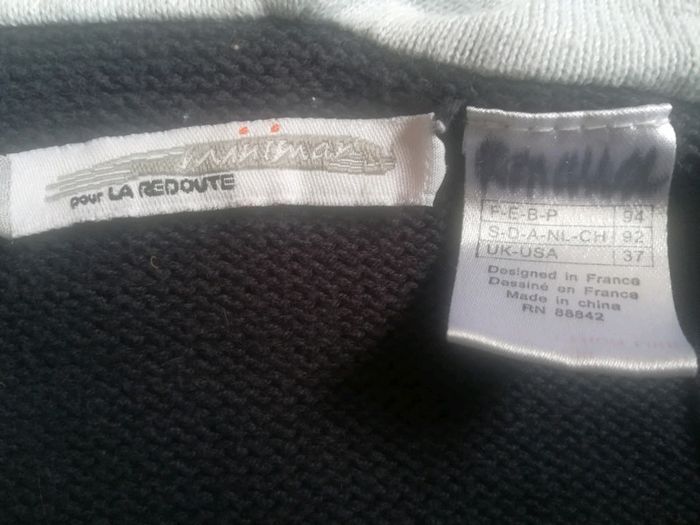 miniman
pour LA REDOUTE
F-E-B-P 94
S-D-A-NL-CH 92
UK-USA 37
Designed in France
Dessiné en France
Made in china
RN 88842